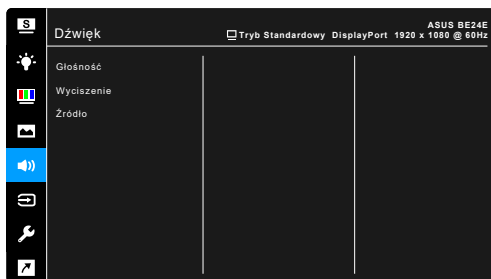 S
Dźwięk
ASUS BE24E
Tryb Standardowy DisplayPort 1920 x 1080 @ 60Hz
Głośność
Wyciszenie
Źródło